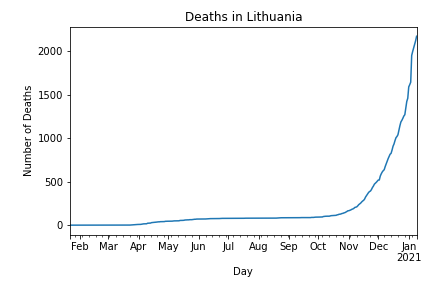 Deaths in Lithuania
Number of Deaths
2000
1500
1000
500
0
Feb Mar Apr May Jun Jul Aug Sep Oct Nov Dec Jan
2021
Day